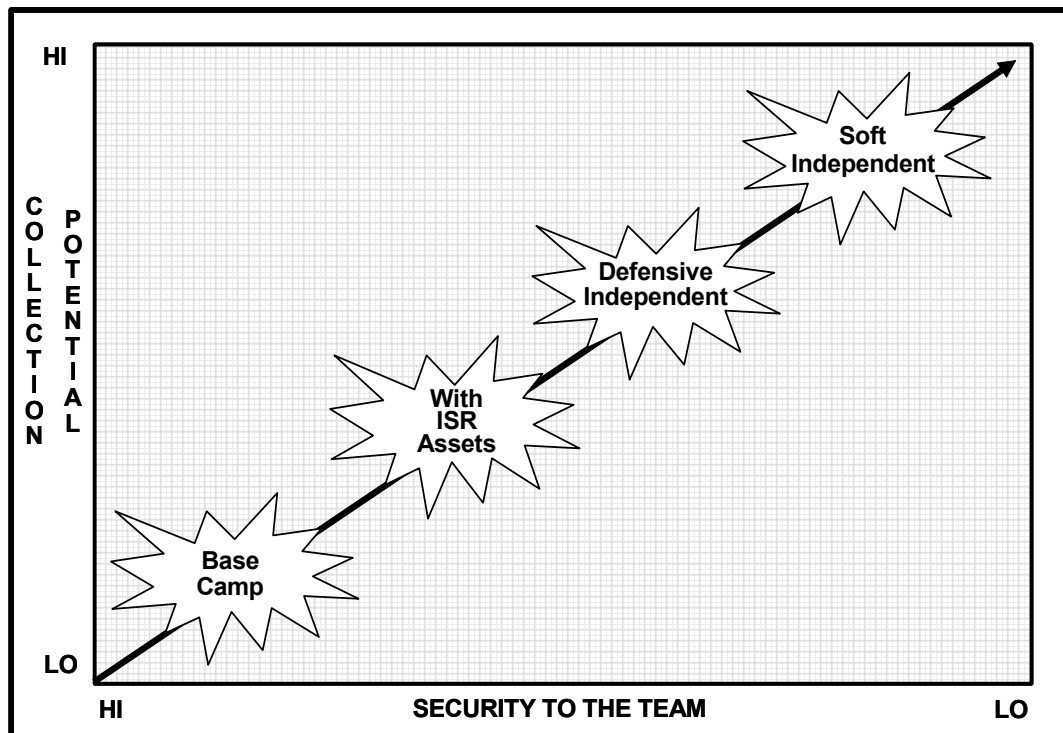 HI
COLLECTION
POTENTIAL
LO
Soft
Independent
Defensive
Independent
With
ISR
Assets
Base
Camp
HI
SECURITY TO THE TEAM
LO